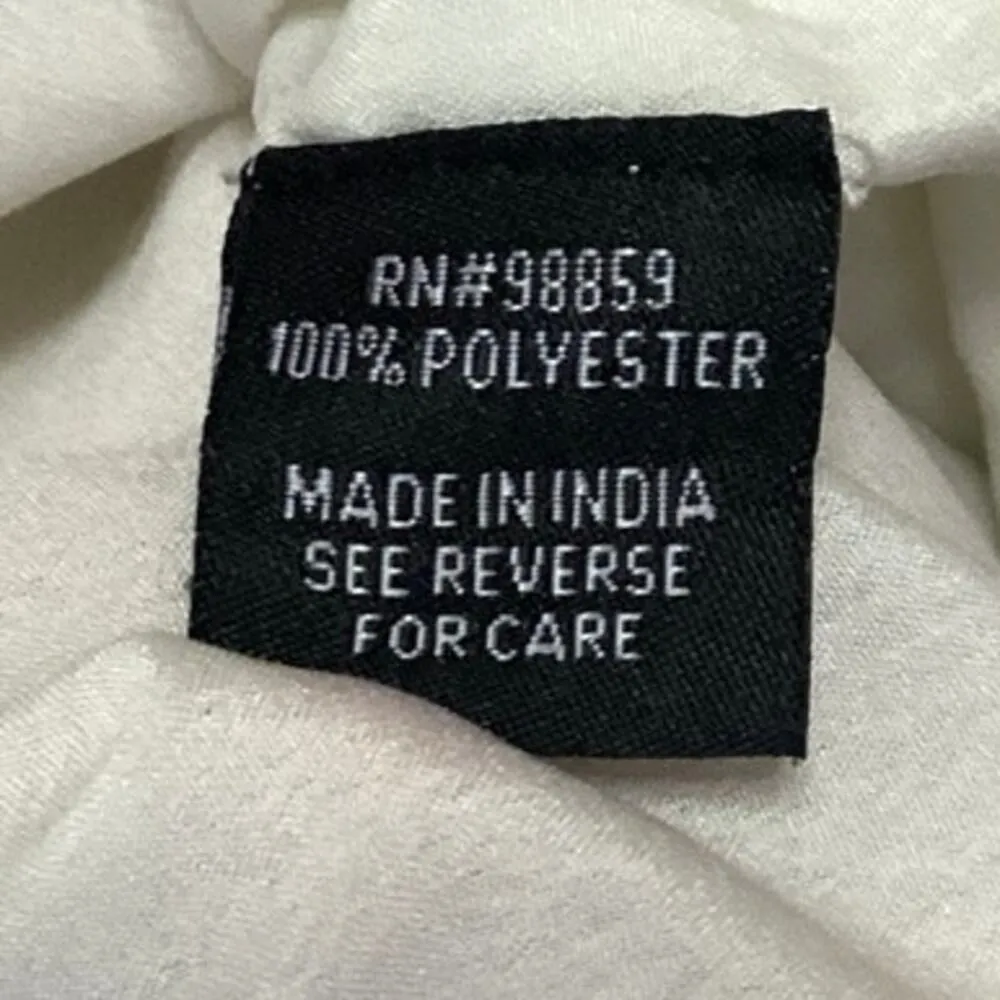 RN#98859
100% POLYESTER
MADE IN INDIA
SEE REVERSE
FOR CARE